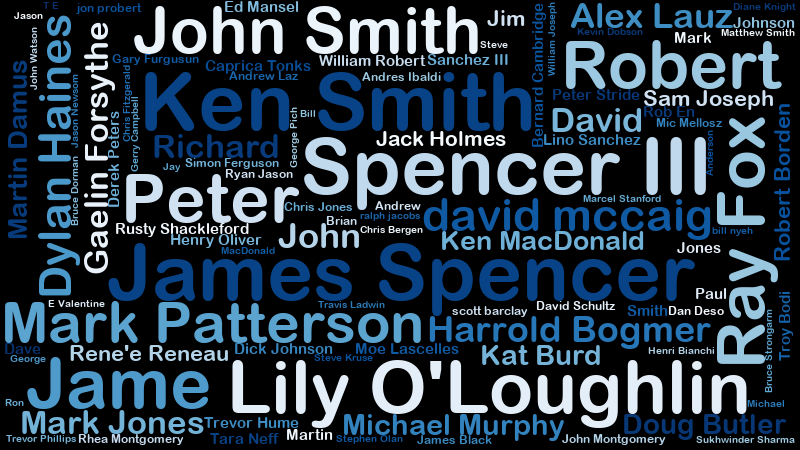 T E
jon probert
Ed Mansel
Jason
John Smith
Jim
Steve
Alex Lauz
Diane Knight
Johnson
Kevin Dobson
Mark
Matthew Smith
John Watson
Martin Damus
Dylan Haines
Bruce Dorman
Jason Newsom
Gaelin Forsythe
Derek Peters
Chris Fitzgerald
Gerry Campbell
Gary Furgusun
Caprica Tonks
Andrew Laz
William Robert
Sanchez III
Andres Ibaldi
Bernard Cambridge
William Joseph
Robert
Ken Smith
Peter Stride
Sam Joseph
Rob En
Bill
George Pich
David
Mic Mellosz
Richard
Jack Holmes
Lino Sanchez
Anderson
Jay
Simon Ferguson
Ryan Jason
Spencer III
Ray Fox
Robert Borden
Peter
Chris Jones
Andrew
Marcel Stanford
Brian
ralph jacobs
david mccaig
bill nyeh
Rusty Shackleford
Chris Bergen
Henry Oliver
John
Ken MacDonald
Jones
MacDonald
James Spencer
Paul
E Valentine
Travis Ladwin
scott barclay
David Schultz
Smith
Dan Deso
Mark Patterson
Harrold Bogmer
Troy Bodi
Bruce Strongarm
Dave
George
Rene'e Reneau
Dick Johnson
Moe Lascelles
Steve Kruse
Kat Burd
Henri Bianchi
Jame
Lily O'Loughlin
Ron
Michael
Mark Jones
Trevor Hume
Michael Murphy
Doug Butler
Trevor Phillips
Rhea Montgomery
Tara Neff
Martin
Stephen Olan
James Black
John Montgomery
Sukhwinder Sharma